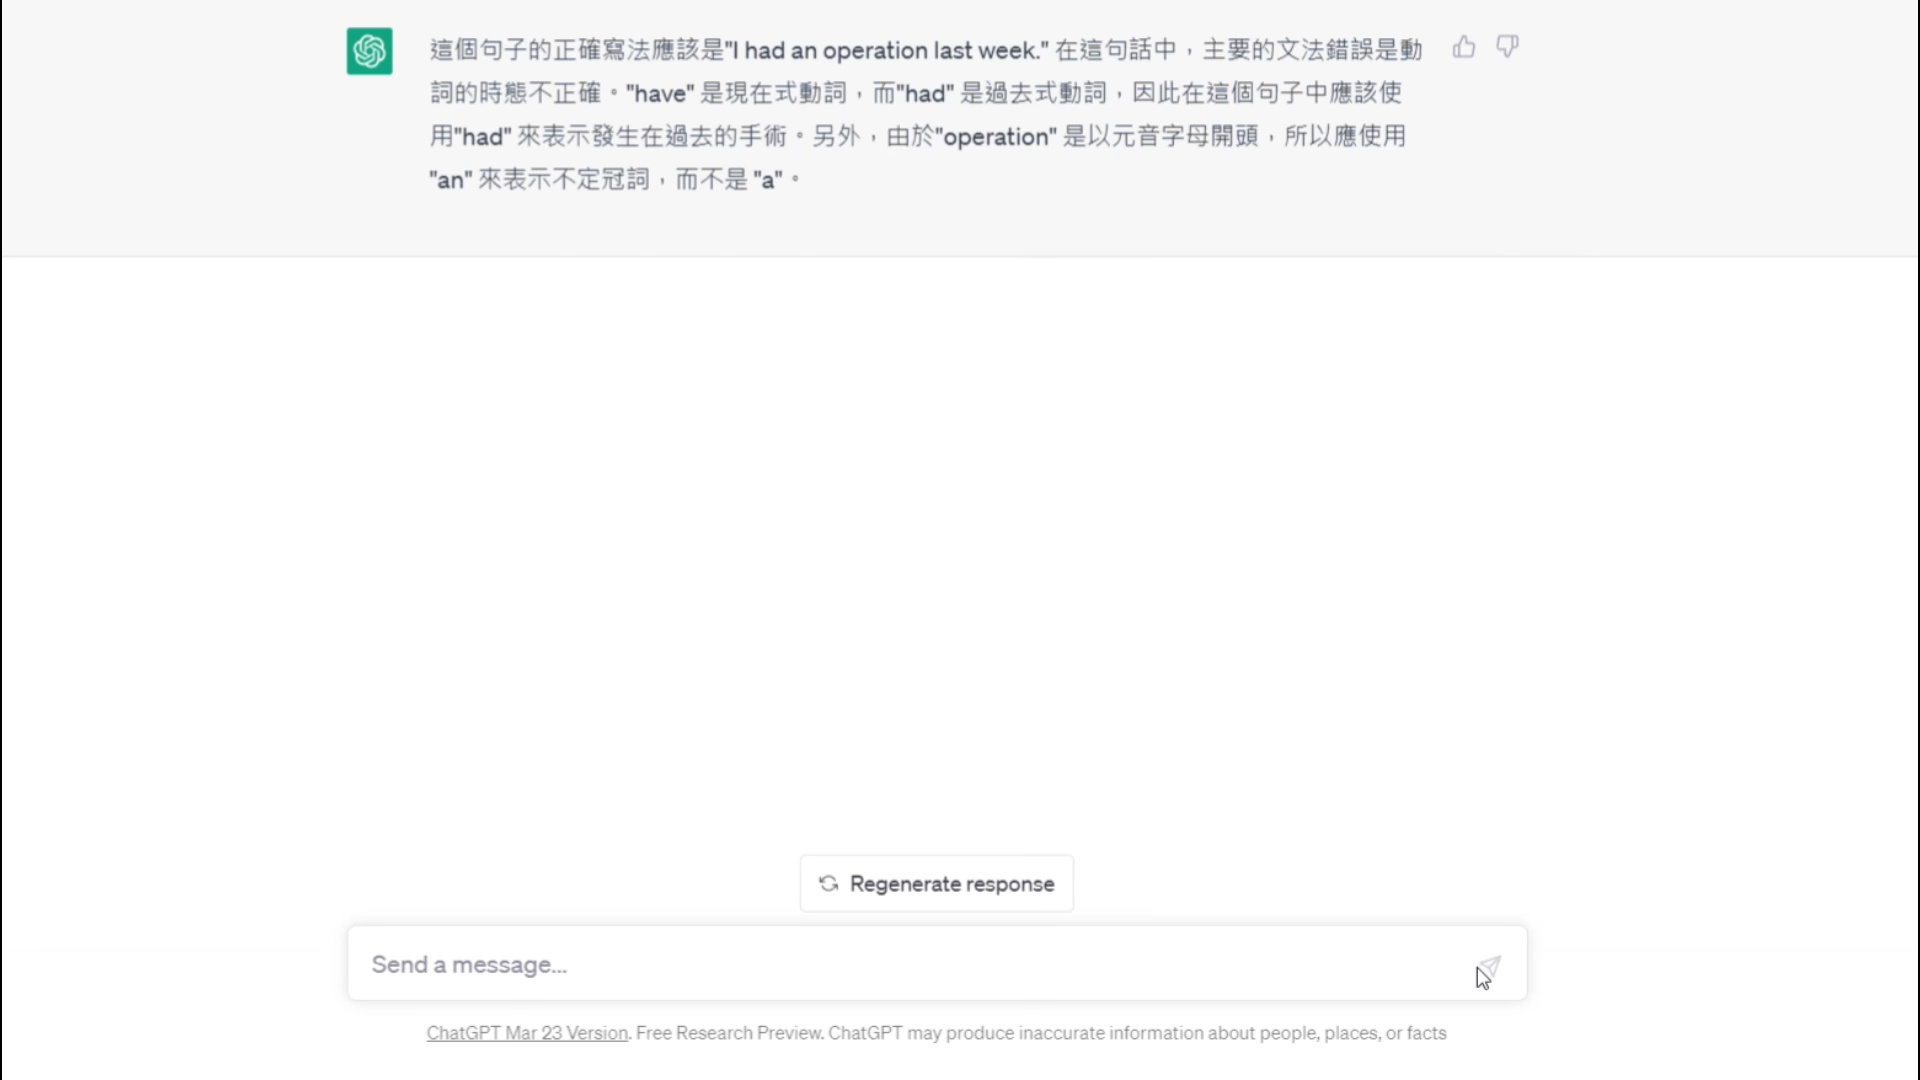 這個句子的正確寫法應該是"I had an operation last week." 在這句話中，主要的文法錯誤是動
詞的時態不正確。"have" 是現在式動詞，而"had" 是過去式動詞，因此在這個句子中應該使
用"had" 來表示發生在過去的手術。另外，由於"operation" 是以元音字母開頭，所以應使用
"an" 來表示不定冠詞，而不是 "a"。
Regenerate response
Send a message...
ChatGPT Mar 23 Version. Free Research Preview. ChatGPT may produce inaccurate information about people, places, or facts